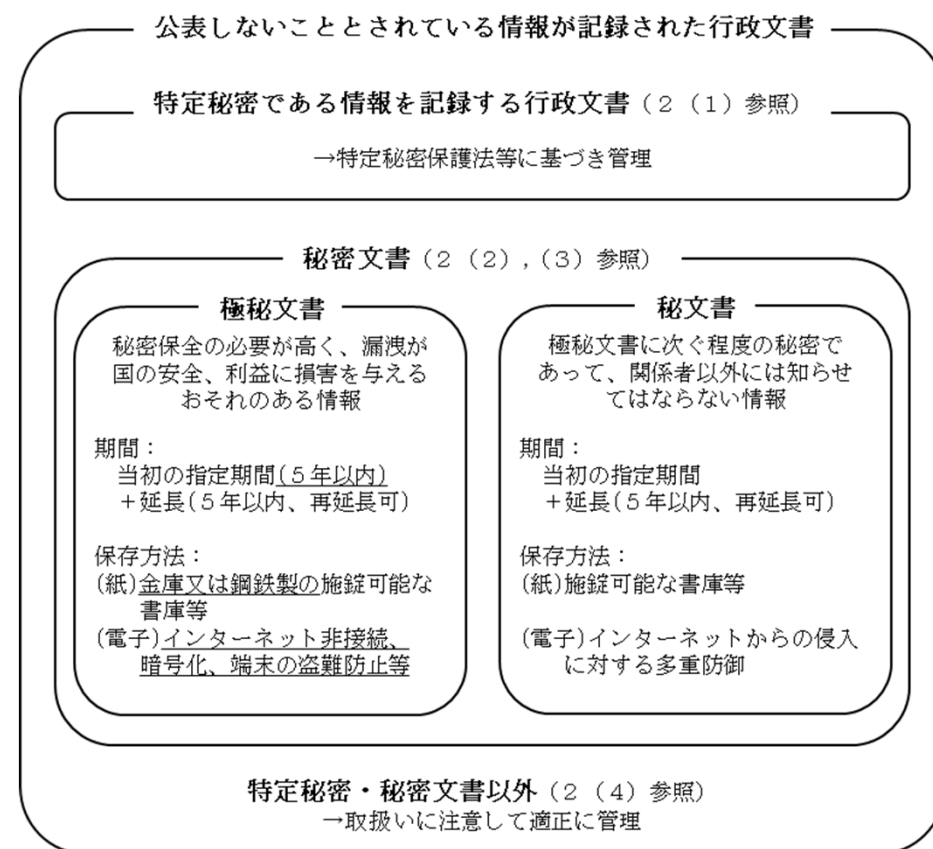 公表しないこととされている情報が記録された行政文書
特定秘密である情報を記録する行政文書（２（１）参照）
→特定秘密保護法等に基づき管理
秘密文書（２（２）,（３）参照）
極秘文書
秘密保全の必要が高く、漏洩が
国の安全、利益に損害を与える
おそれのある情報
期間：
当初の指定期間(５年以内)
＋延長(５年以内、再延長可)
保存方法：
(紙)金庫又は鋼鉄製の施錠可能な
書庫等
(電子)インターネット非接続、
暗号化、端末の盗難防止等
秘文書
極秘文書に次ぐ程度の秘密で
あって、関係者以外には知らせ
てはならない情報
期間：
当初の指定期間
＋延長(５年以内、再延長可)
保存方法：
(紙)施錠可能な書庫等
(電子)インターネットからの侵入
に対する多重防御
特定秘密・秘密文書以外（２（４）参照）
→取扱いに注意して適正に管理